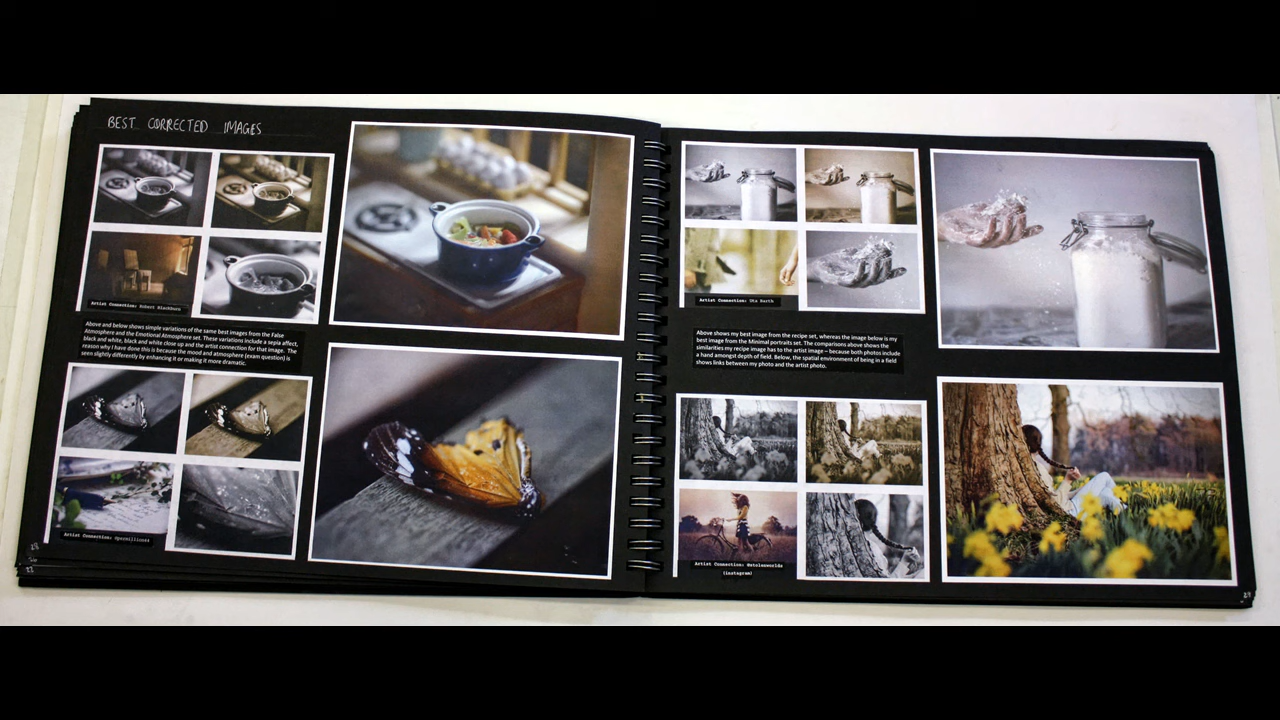 BEST CORRECTED IMAGES
Artist Connection: Robert Blackburn
Above and below shows simple variations of the same best images from the False
Atmosphere and the Emotional Atmosphere set. These variations include a sepia affect,
black and white, black and white close up and the artist connection for that image. The
reason why I have done this is because the mood and atmosphere (exam question) is
seen slightly differently by enhancing it or making it more dramatic.
Artist Connection:
28
Artist Connection: Uta Barth
Above shows my best image from the recipe set, whereas the image below is my
best image from the Minimal portraits set. The comparisons above shows the
similarities my recipe image has to the artist image – because both photos include
a hand amongst depth of field. Below, the spatial environment of being in a field
shows links between my photo and the artist photo.
Artist Connection: @stolenworlds
(instagram)
29